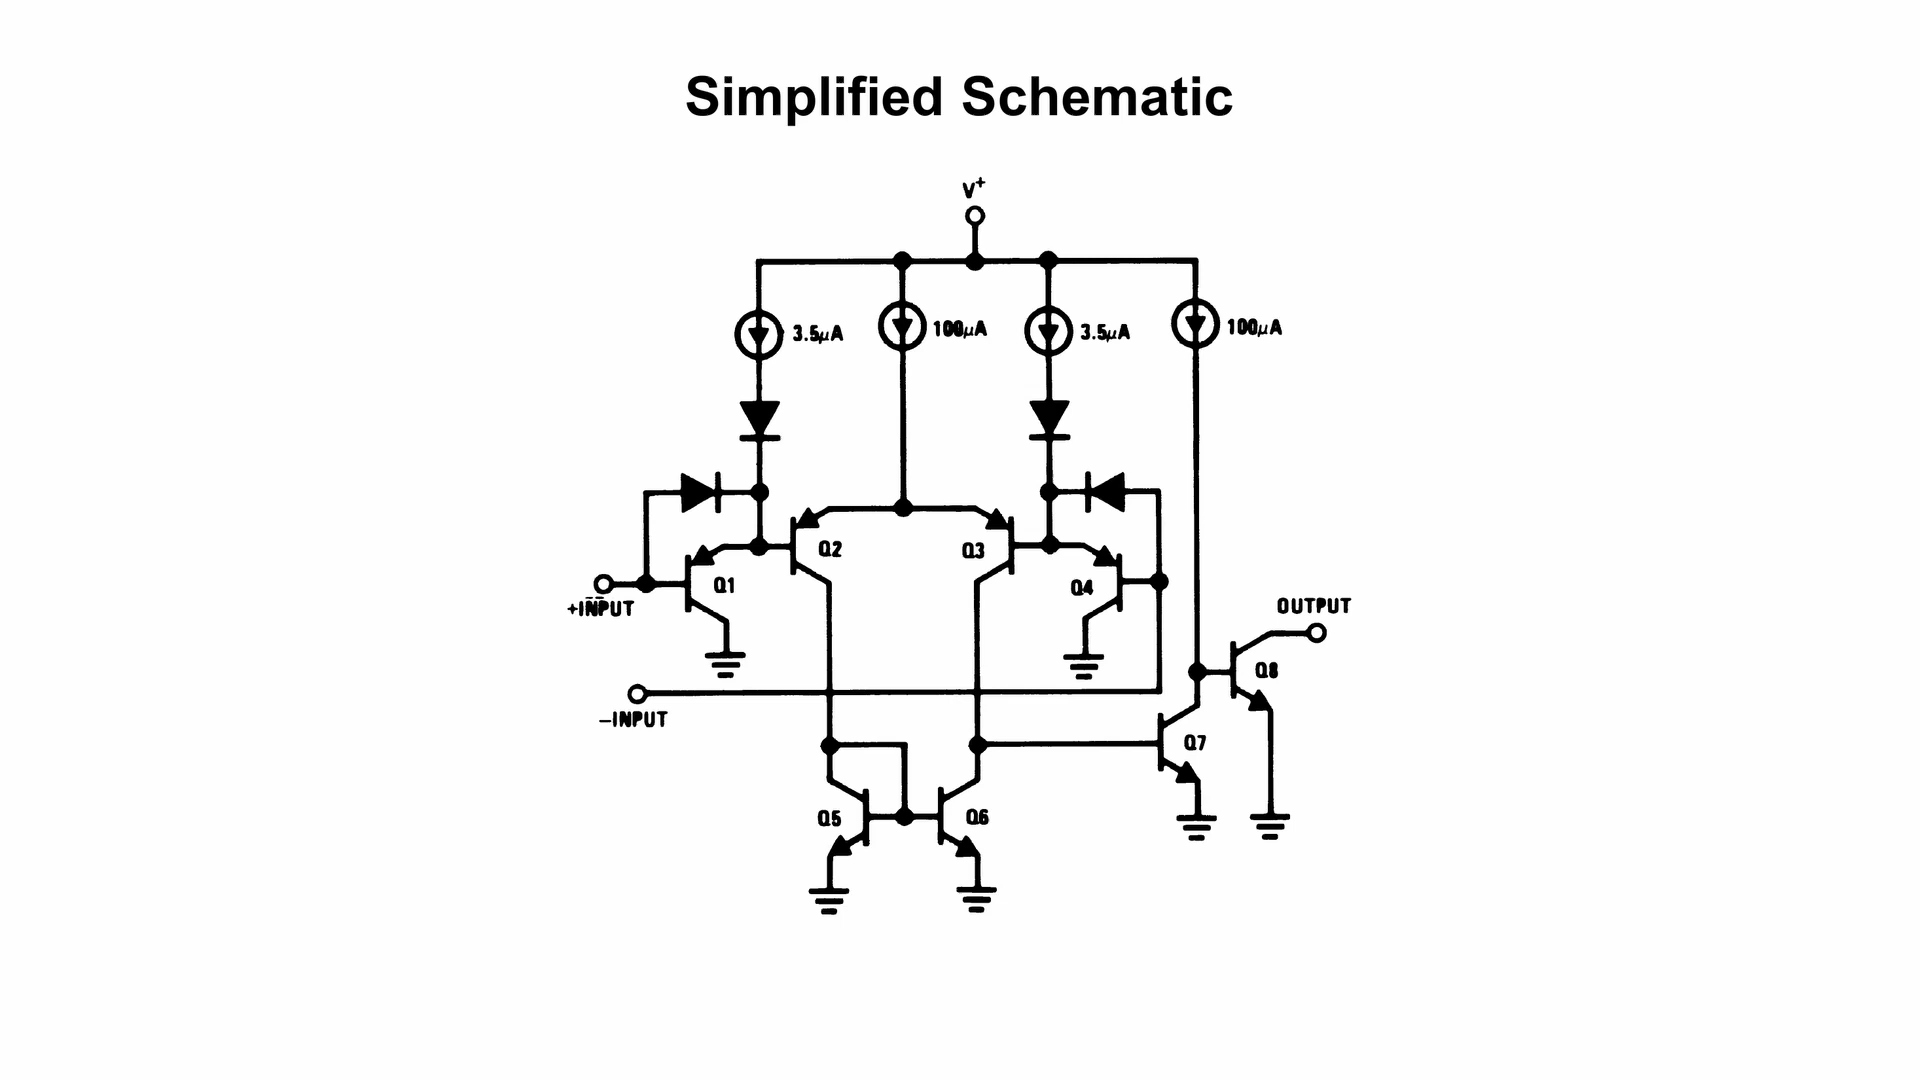 Simplified Schematic
V+
3.5μA
100μA
3.5μA
100μA
Q2
Q3
Q1
Q4
+INPUT
OUTPUT
Q8
-INPUT
Q7
Q5
Q6